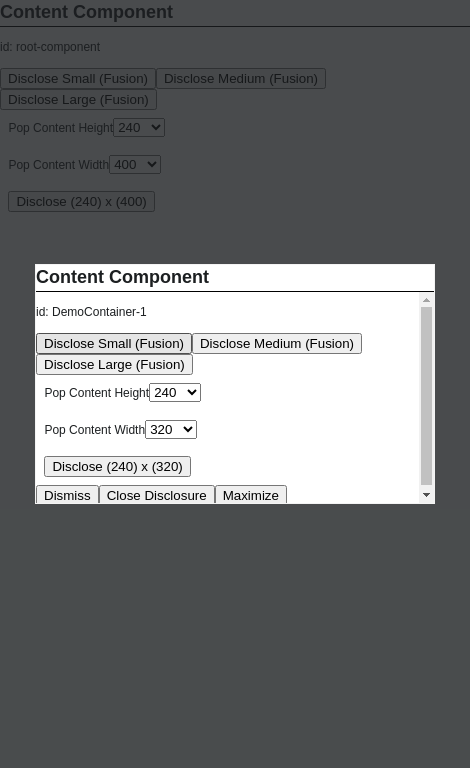 Content Component
id: root-component
Disclose Small (Fusion) Disclose Medium (Fusion)
Disclose Large (Fusion)
Pop Content Height 240
Pop Content Width 400
Disclose (240) x (400)
Content Component
id: DemoContainer-1
Disclose Small (Fusion) Disclose Medium (Fusion)
Disclose Large (Fusion)
Pop Content Height 240
Pop Content Width 320
Disclose (240) x (320)
Dismiss Close Disclosure Maximize